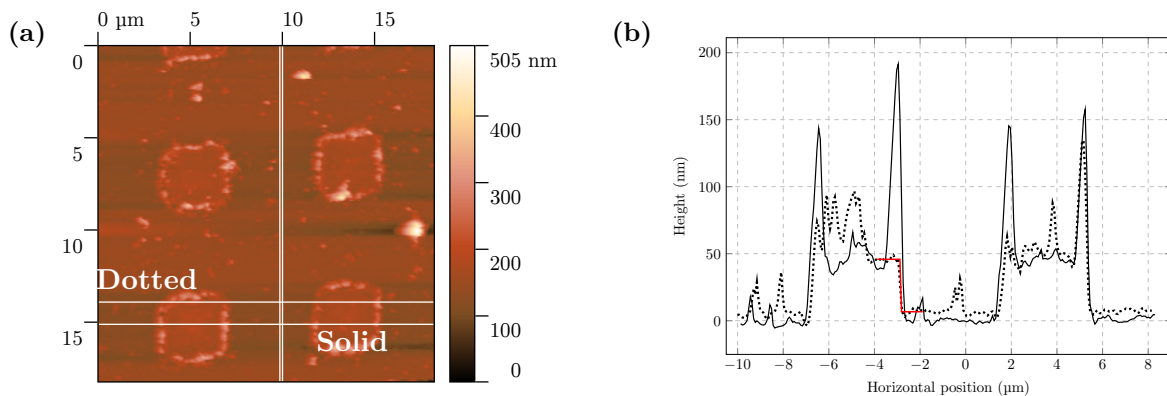 (a)
0 µm 5 10 15
0
5
10
15
Dotted
Solid
505 nm
400
300
200
100
0
(b)
Height (nm)
200
150
100
50
0
−10 −8 −6 −4 −2 0 2 4 6 8
Horizontal position (µm)